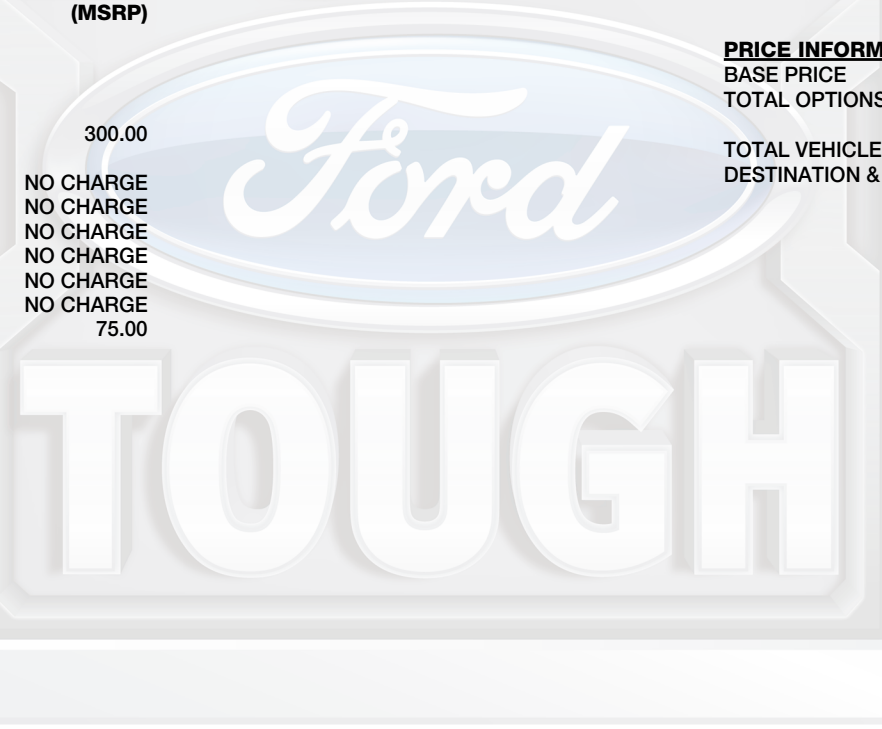 (MSRP)
300.00
NO CHARGE
NO CHARGE
NO CHARGE
NO CHARGE
NO CHARGE
NO CHARGE
75.00
PRICE INFORM
BASE PRICE
TOTAL OPTIONS
TOTAL VEHICLE
DESTINATION &
Ford
TOUGH